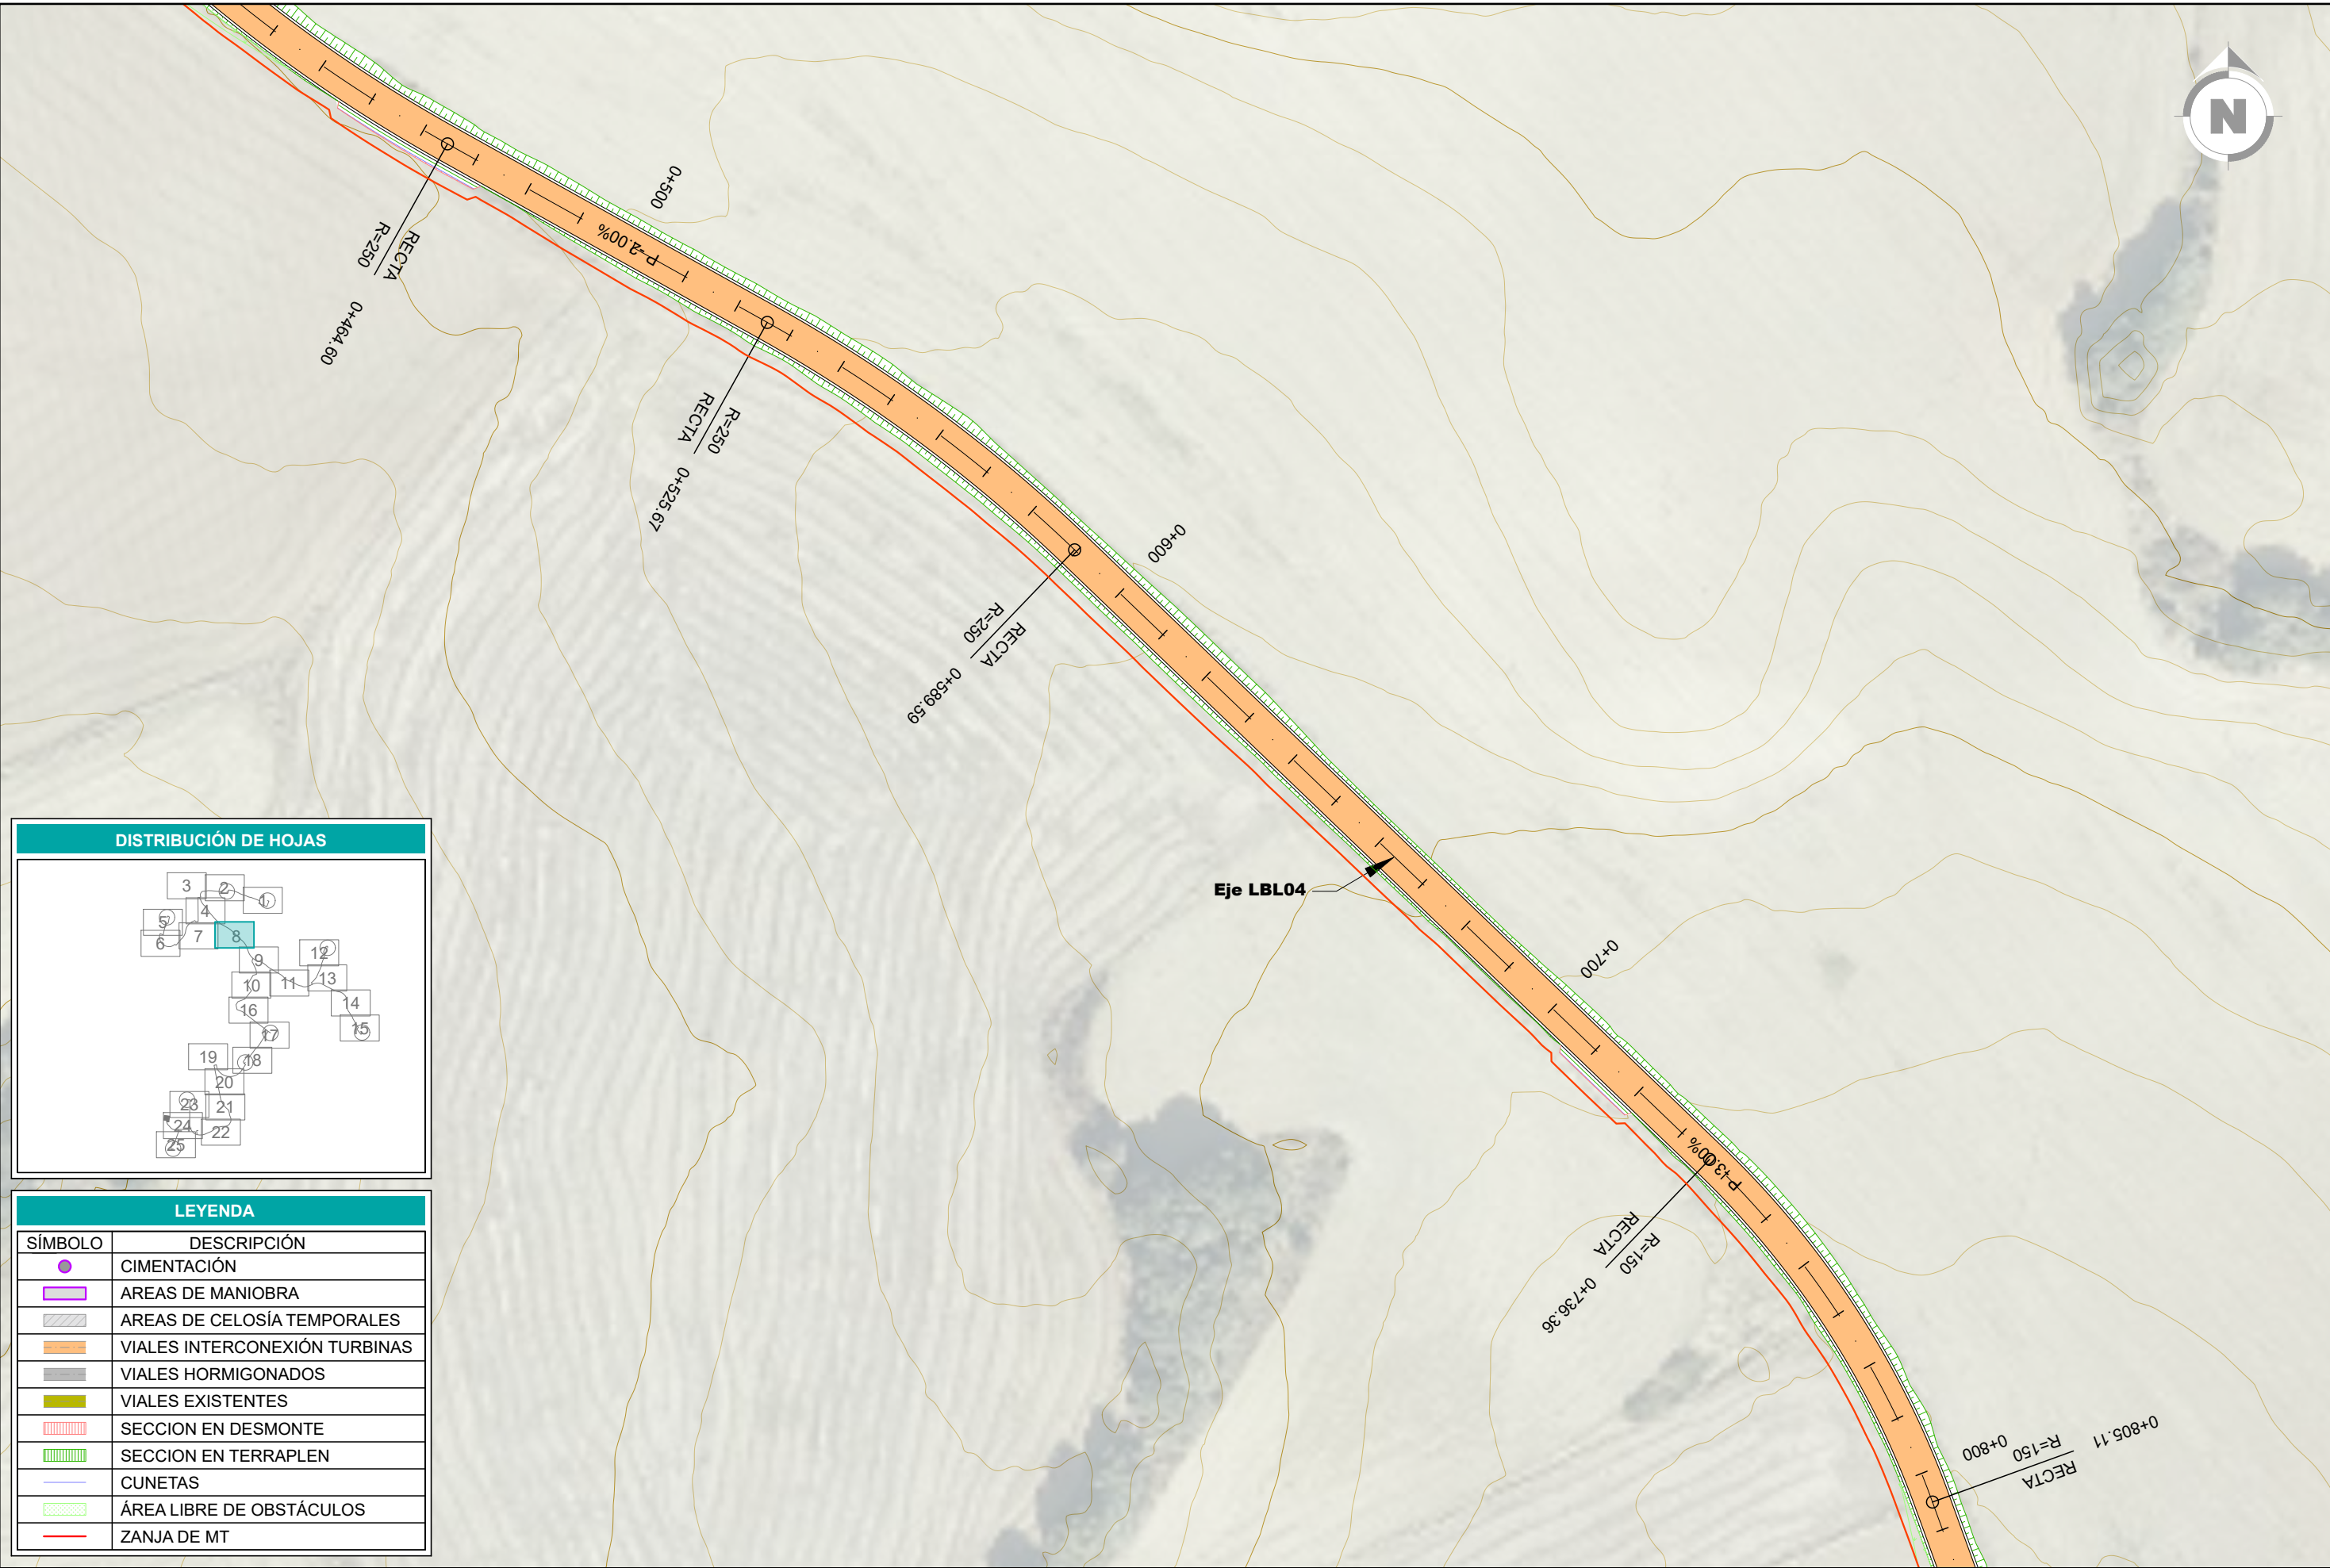 N
0+500
P-2.00%
R=250
RECTA
0+464.60
RECTA
R=250
0+525.67
0+600
R=250
RECTA
0+589.59
Eje LBL04
0+700
P+3.00%
RECTA
R=150
0+736.36
0+800
R=150
RECTA
0+805.11
DISTRIBUCIÓN DE HOJAS
3
2
1
4
5
6
7
8
9
12
10
11
13
14
16
15
17
19
18
20
23
21
24
22
25
LEYENDA
SÍMBOLO DESCRIPCIÓN
CIMENTACIÓN
AREAS DE MANIOBRA
AREAS DE CELOSÍA TEMPORALES
VIALES INTERCONEXIÓN TURBINAS
VIALES HORMIGONADOS
VIALES EXISTENTES
SECCION EN DESMONTE
SECCION EN TERRAPLEN
CUNETAS
ÁREA LIBRE DE OBSTÁCULOS
ZANJA DE MT